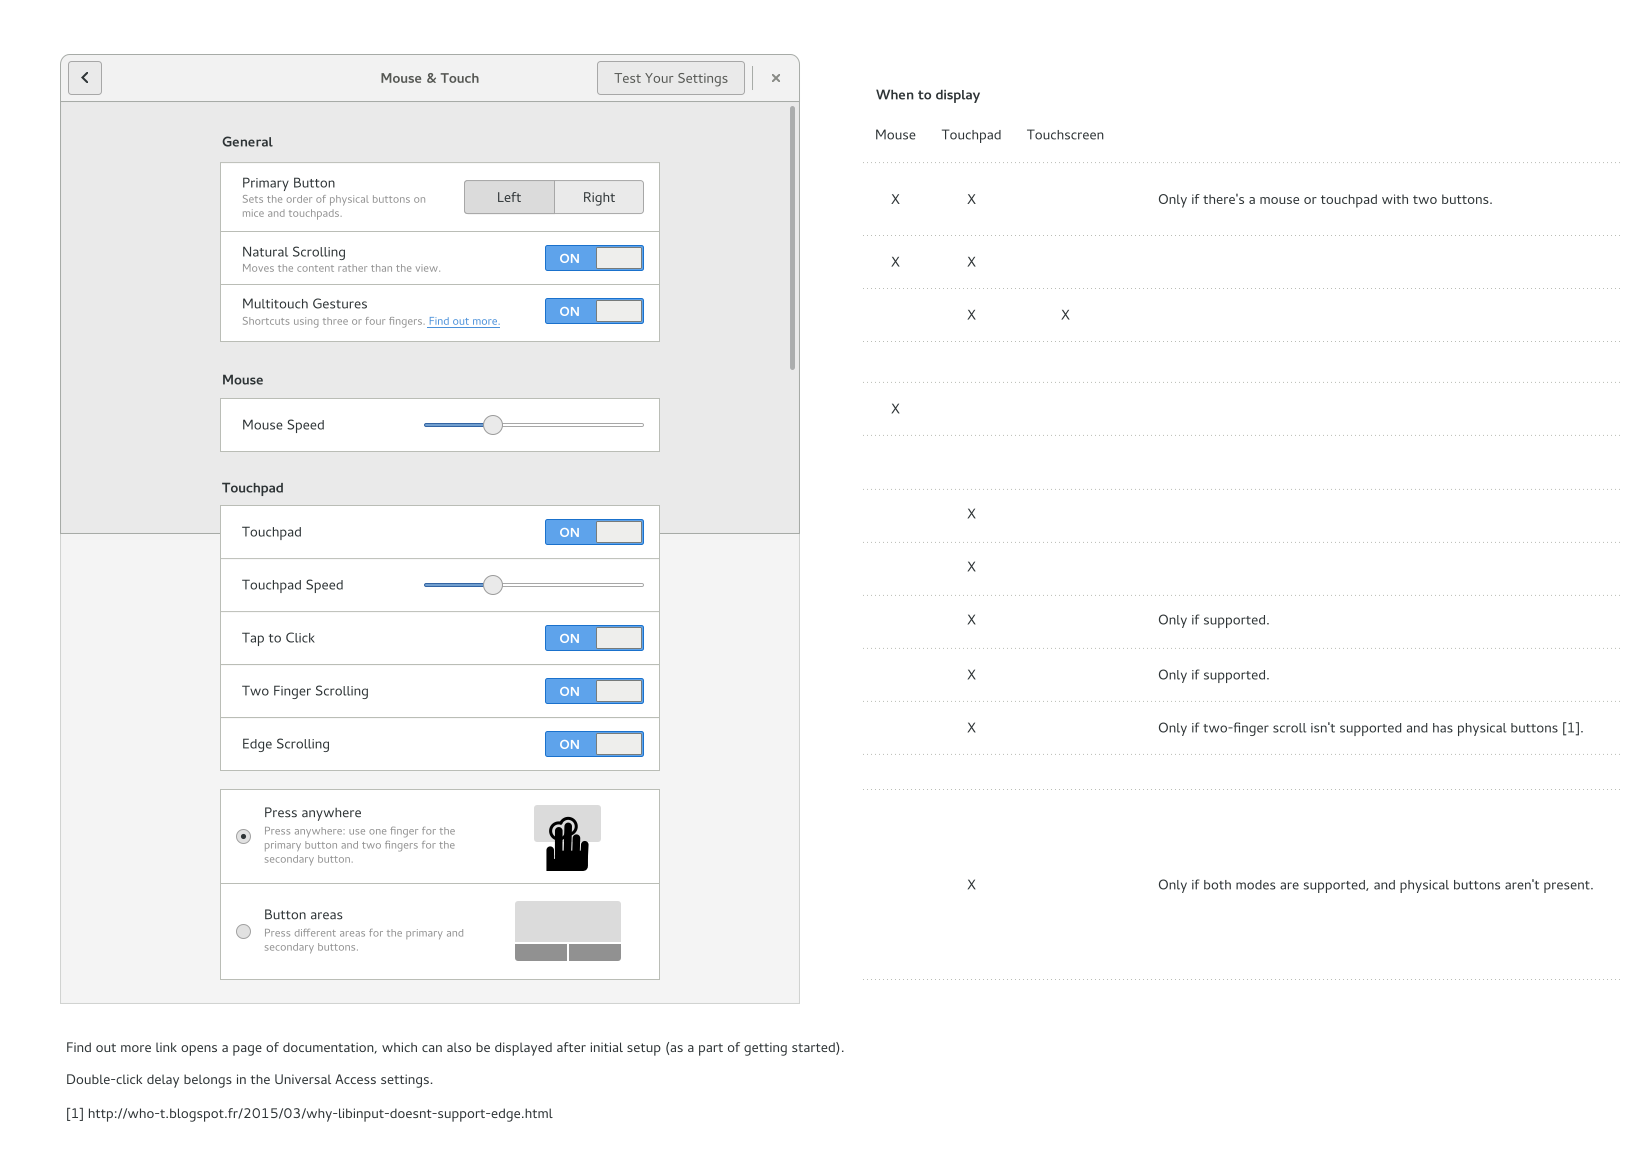 Mouse & Touch
Test Your Settings
General
Primary Button
Sets the order of physical buttons on
mice and touchpads.
Left
Right
Natural Scrolling
Moves the content rather than the view.
ON
Multitouch Gestures
Shortcuts using three or four fingers. Find out more.
ON
Mouse
Mouse Speed
Touchpad
Touchpad
ON
Touchpad Speed
Tap to Click
ON
Two Finger Scrolling
ON
Edge Scrolling
ON
Press anywhere
Press anywhere: use one finger for the
primary button and two fingers for the
secondary button.
Button areas
Press different areas for the primary and
secondary buttons.
When to display
Mouse Touchpad Touchscreen
X X Only if there's a mouse or touchpad with two buttons.
X X
X X
X
X
X
X Only if supported.
X Only if supported.
X Only if two-finger scroll isn't supported and has physical buttons [1].
X Only if both modes are supported, and physical buttons aren't present.
Find out more link opens a page of documentation, which can also be displayed after initial setup (as a part of getting started).
Double-click delay belongs in the Universal Access settings.
[1] http://who-t.blogspot.fr/2015/03/why-libinput-doesnt-support-edge.html